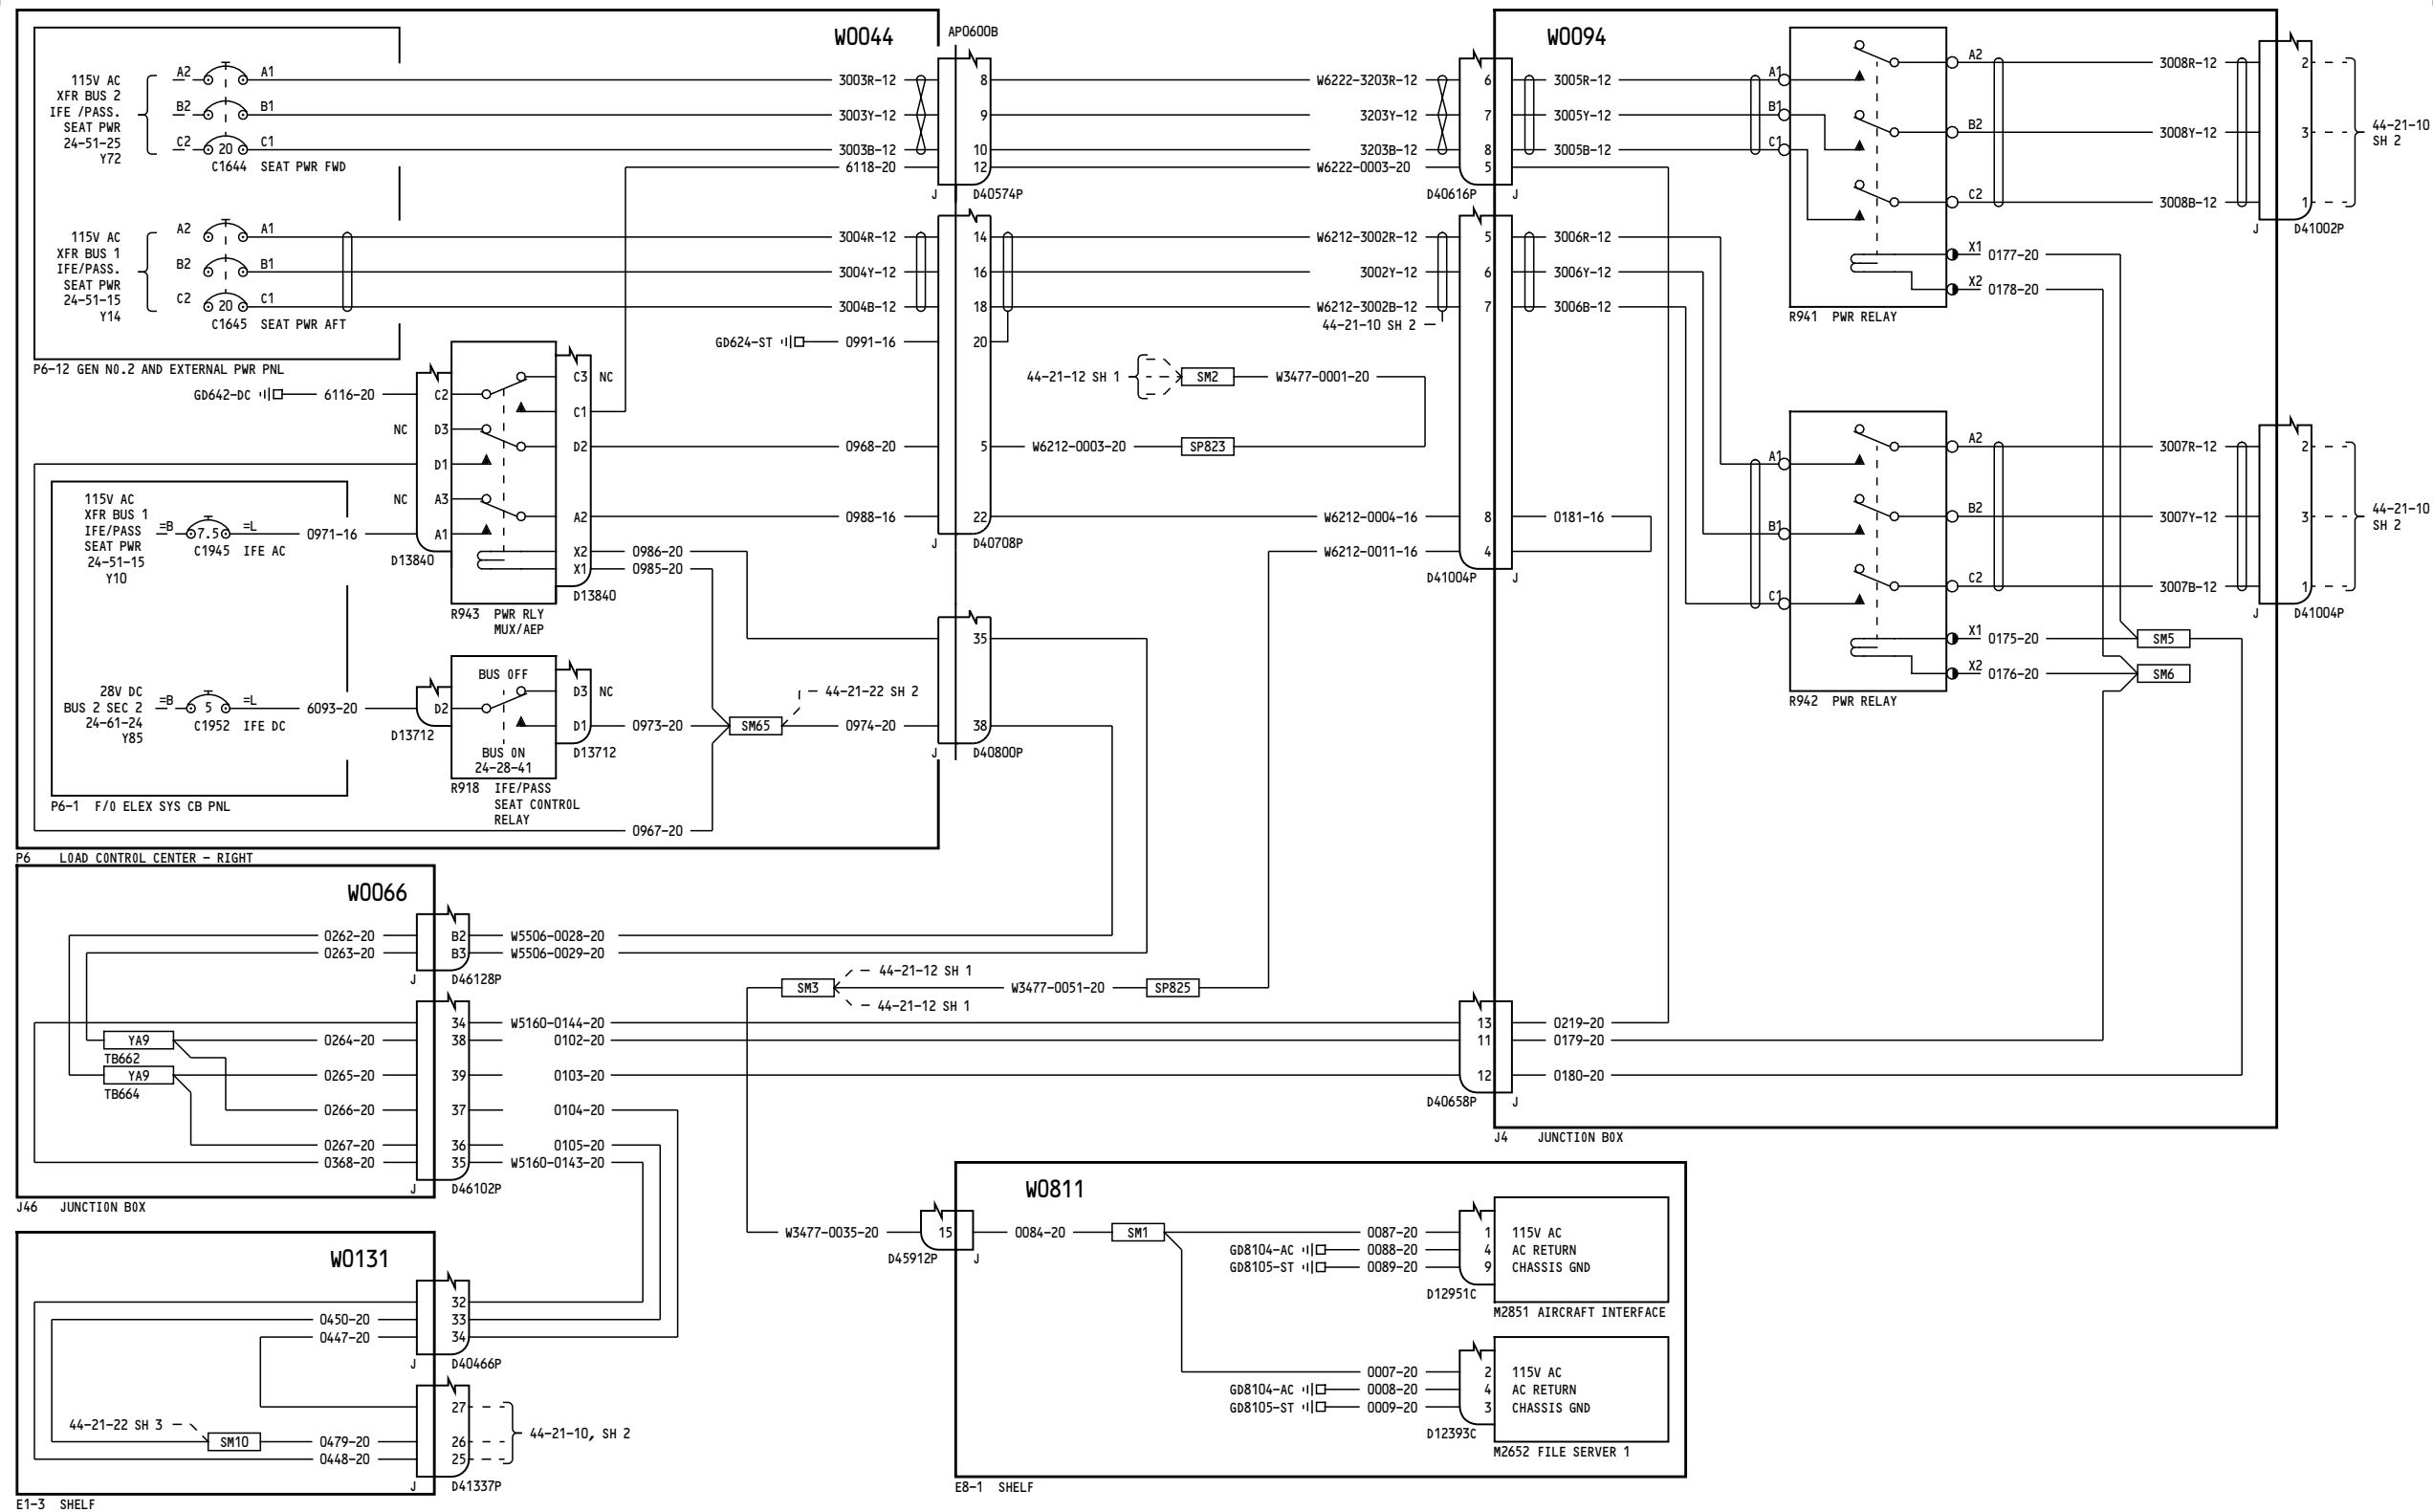 W0044
AP0600B
W0094
115V AC
XFR BUS 2
IFE /PASS.
SEAT PWR
24-51-25
Y72
A2
A1
B2
B1
C2
20
C1
C1644 SEAT PWR FWD
3003R-12
3003Y-12
3003B-12
6118-20
8
9
10
12
J
D40574P
W6222-3203R-12
3203Y-12
3203B-12
W6222-0003-20
6
7
8
5
D40616P
J
3005R-12
3005Y-12
3005B-12
A1
B1
C1
A2
B2
C2
X1
0177-20
X2
0178-20
R941 PWR RELAY
3008R-12
3008Y-12
3008B-12
2
3
1
J
D41002P
44-21-10
SH 2
115V AC
XFR BUS 1
IFE/PASS.
SEAT PWR
24-51-15
Y14
A2
A1
B2
B1
C2
20
C1
C1645 SEAT PWR AFT
P6-12 GEN NO.2 AND EXTERNAL PWR PNL
3004R-12
3004Y-12
3004B-12
GD624-ST
0991-16
14
16
18
20
5
22
J
D40708P
W6212-3002R-12
3002Y-12
W6212-3002B-12
44-21-10 SH 2
44-21-12 SH 1
SM2
W3477-0001-20
W6212-0003-20
SP823
W6212-0004-16
W6212-0011-16
5
6
7
8
4
D41004P
J
3006R-12
3006Y-12
3006B-12
0181-16
GD642-DC
6116-20
C2
NC
D3
D1
NC
A3
A1
D13840
C3
NC
C1
D2
A2
X2
X1
D13840
0968-20
0988-16
0986-20
0985-20
R943 PWR RLY
MUX/AEP
115V AC
XFR BUS 1
IFE/PASS
SEAT PWR
24-51-15
Y10
=B
7.5
=L
C1945 IFE AC
0971-16
28V DC
BUS 2 SEC 2
24-61-24
Y85
=B
5
=L
C1952 IFE DC
6093-20
P6-1 F/O ELEX SYS CB PNL
D2
D13712
BUS OFF
BUS ON
24-28-41
D3
NC
D1
D13712
R918 IFE/PASS
SEAT CONTROL
RELAY
0973-20
SM65
44-21-22 SH 2
0974-20
0967-20
35
38
J
D40800P
A1
B1
C1
A2
B2
C2
X1
0175-20
X2
0176-20
R942 PWR RELAY
SM5
SM6
3007R-12
3007Y-12
3007B-12
2
3
1
J
D41004P
44-21-10
SH 2
P6 LOAD CONTROL CENTER - RIGHT
W0066
0262-20
0263-20
B2
B3
J
D46128P
W5506-0028-20
W5506-0029-20
YA9
TB662
YA9
TB664
0264-20
0265-20
0266-20
0267-20
0368-20
34
38
39
37
36
35
J
D46102P
W5160-0144-20
0102-20
0103-20
0104-20
0105-20
W5160-0143-20
J46 JUNCTION BOX
SM3
44-21-12 SH 1
44-21-12 SH 1
W3477-0051-20
SP825
13
11
12
D40658P
J
0219-20
0179-20
0180-20
J4 JUNCTION BOX
W0131
0450-20
0447-20
32
33
34
J
D40466P
44-21-22 SH 3
SM10
0479-20
0448-20
27
26
25
J
D41337P
44-21-10, SH 2
E1-3 SHELF
W0811
W3477-0035-20
15
D45912P
J
0084-20
SM1
0087-20
GD8104-AC
0088-20
GD8105-ST
0089-20
1
4
9
D12951C
115V AC
AC RETURN
CHASSIS GND
M2851 AIRCRAFT INTERFACE
0007-20
GD8104-AC
0008-20
GD8105-ST
0009-20
2
4
3
D12393C
115V AC
AC RETURN
CHASSIS GND
M2652 FILE SERVER 1
E8-1 SHELF